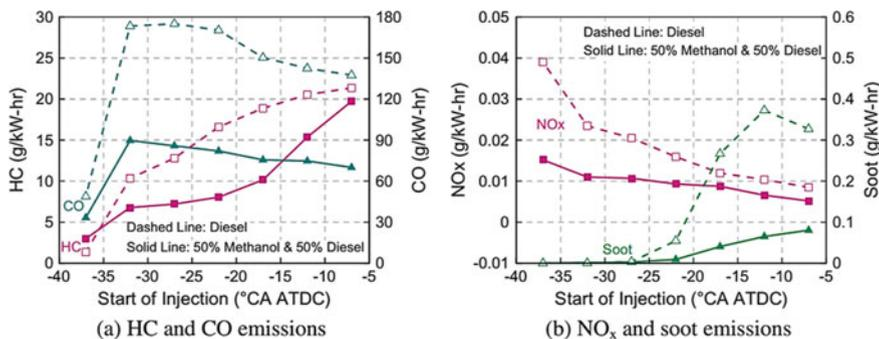 30
25
20
15
10
5
0
HC (g/kW-hr)
180
150
120
90
60
30
0
CO (g/kW-hr)
CO
HC
Dashed Line: Diesel
Solid Line: 50% Methanol & 50% Diesel
-40 -35 -30 -25 -20 -15 -10 -5
Start of Injection (°CA ATDC)
(a) HC and CO emissions
0.05
0.04
0.03
0.02
0.01
0
-0.01
NOx (g/kW-hr)
0.6
0.5
0.4
0.3
0.2
0.1
0
Soot (g/kW-hr)
Dashed Line: Diesel
Solid Line: 50% Methanol & 50% Diesel
NOx
Soot
-40 -35 -30 -25 -20 -15 -10 -5
Start of Injection (°CA ATDC)
(b) NOₓ and soot emissions